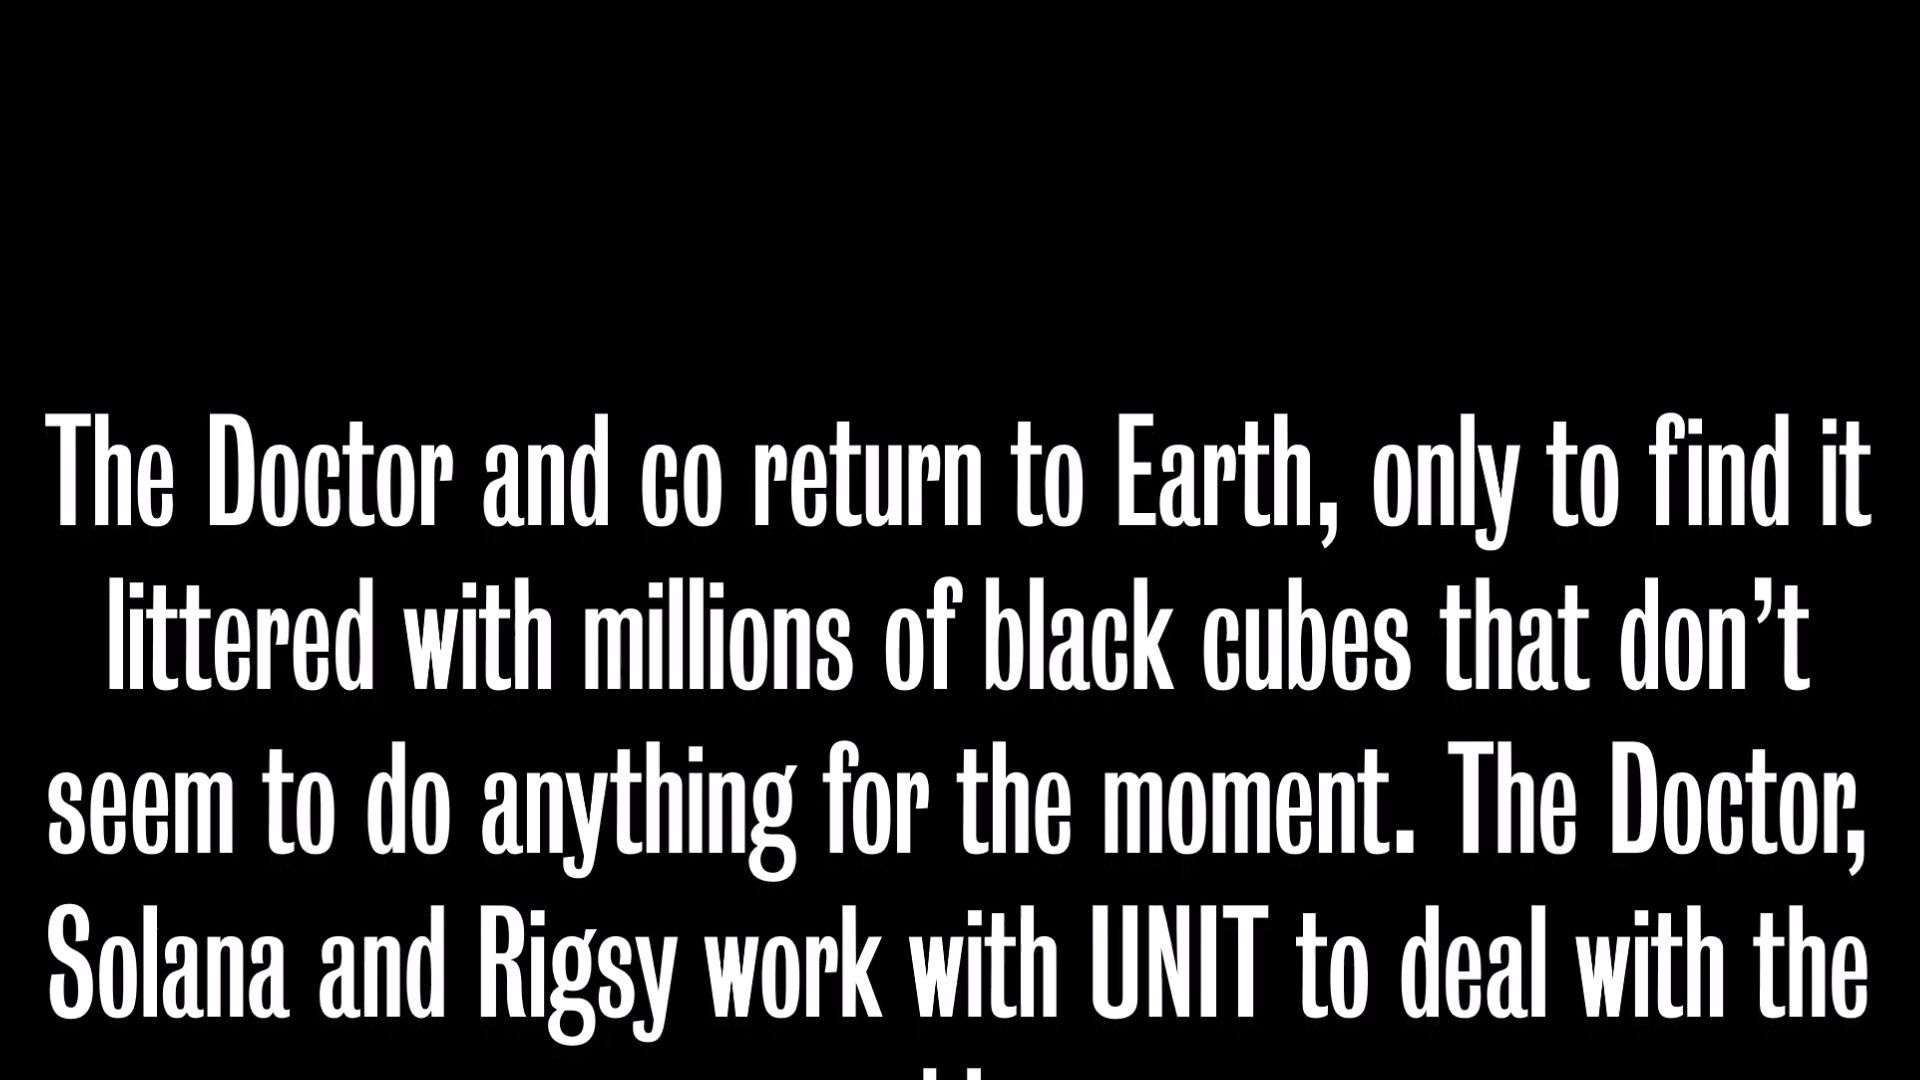 The Doctor and co return to Earth, only to find it
littered with millions of black cubes that don’t
seem to do anything for the moment. The Doctor,
Solana and Rigsy work with UNIT to deal with the